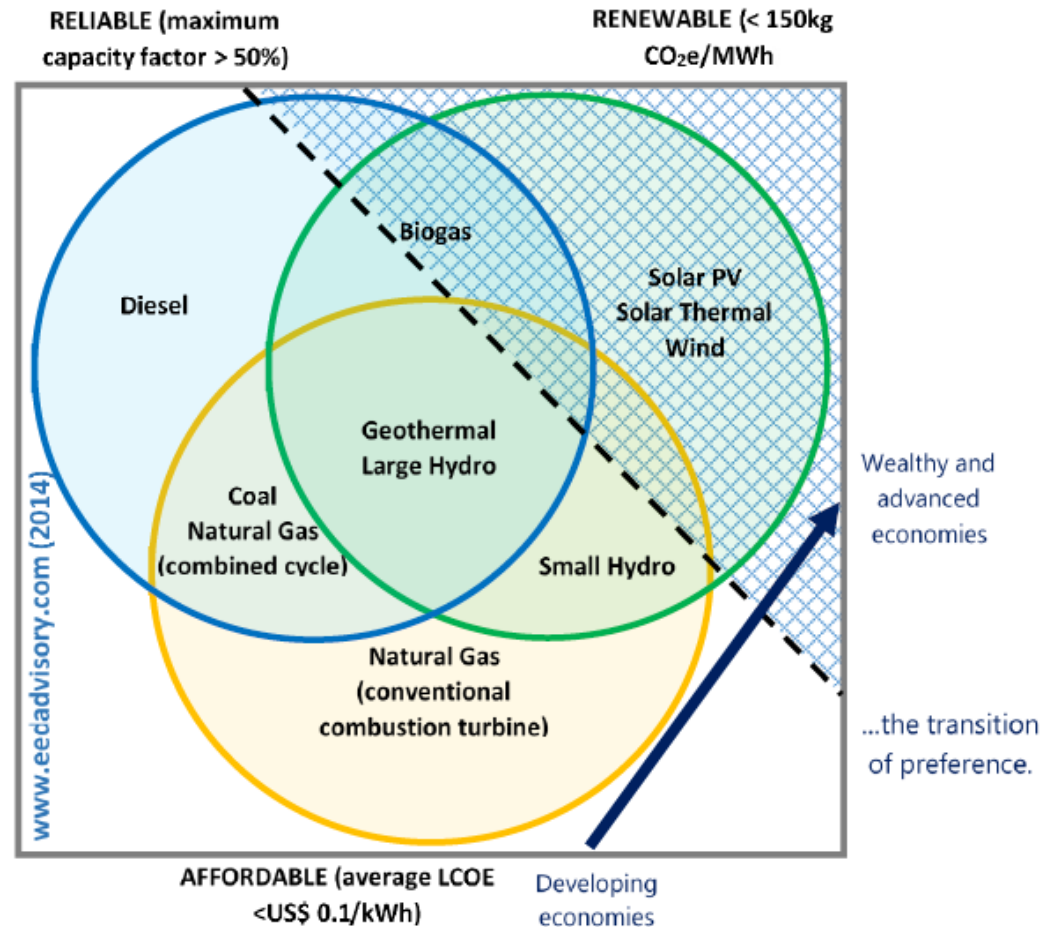 RELIABLE (maximum
capacity factor > 50%)
RENEWABLE (< 150kg
CO₂e/MWh
Biogas
Diesel
Solar PV
Solar Thermal
Wind
Geothermal
Large Hydro
Coal
Natural Gas
(combined cycle)
Small Hydro
Natural Gas
(conventional
combustion turbine)
www.eedadvisory.com (2014)
Wealthy and
advanced
economies
...the transition
of preference.
AFFORDABLE (average LCOE
<US$ 0.1/kWh)
Developing
economies